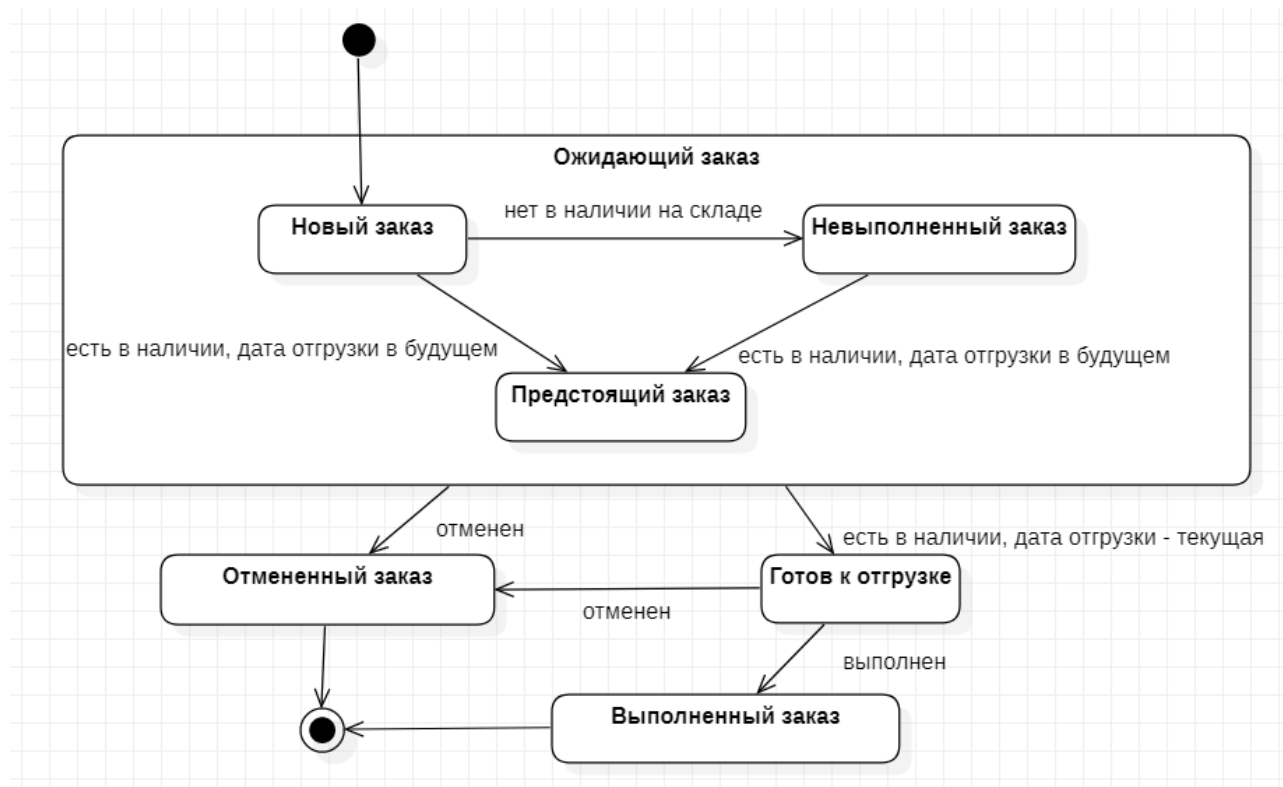 Ожидающий заказ
Новый заказ
нет в наличии на складе
Невыполненный заказ
есть в наличии, дата отгрузки в будущем
есть в наличии, дата отгрузки в будущем
Предстоящий заказ
отменен
есть в наличии, дата отгрузки - текущая
Отмененный заказ
Готов к отгрузке
отменен
выполнен
Выполненный заказ